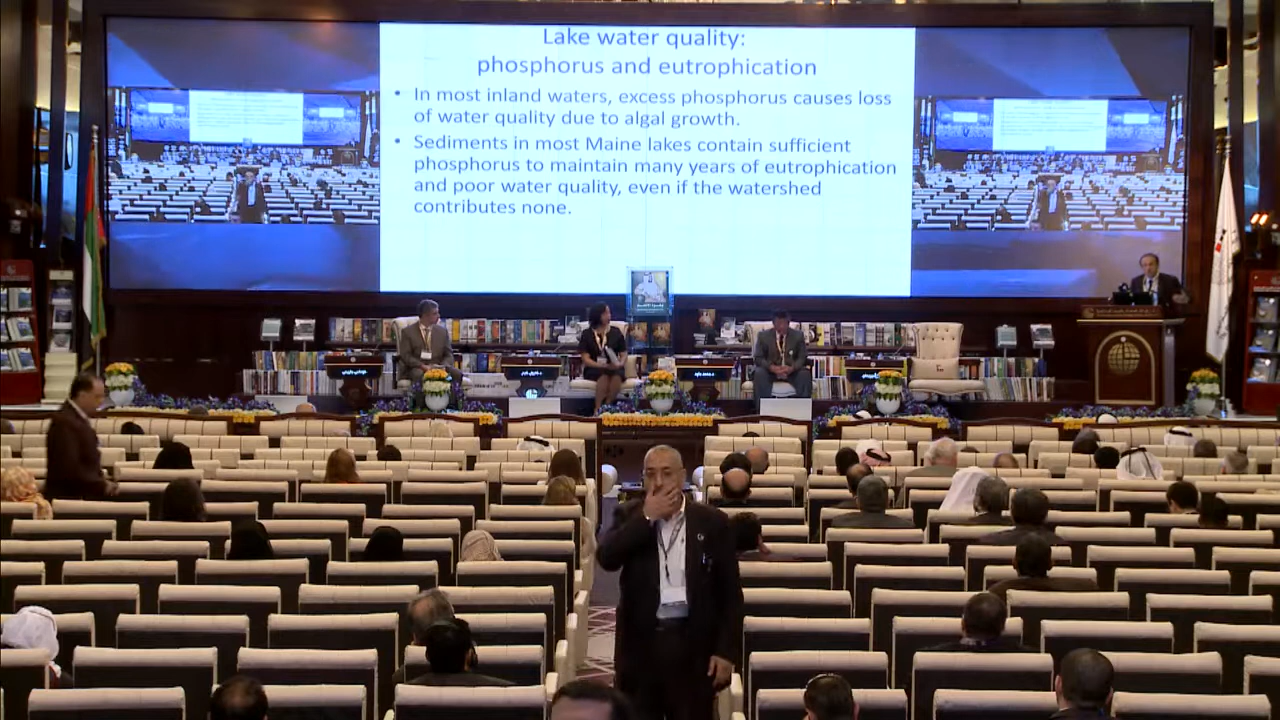 Lake water quality:
phosphorus and eutrophication
• In most inland waters, excess phosphorus causes loss
of water quality due to algal growth.
• Sediments in most Maine lakes contain sufficient
phosphorus to maintain many years of eutrophication
and poor water quality, even if the watershed
contributes none.